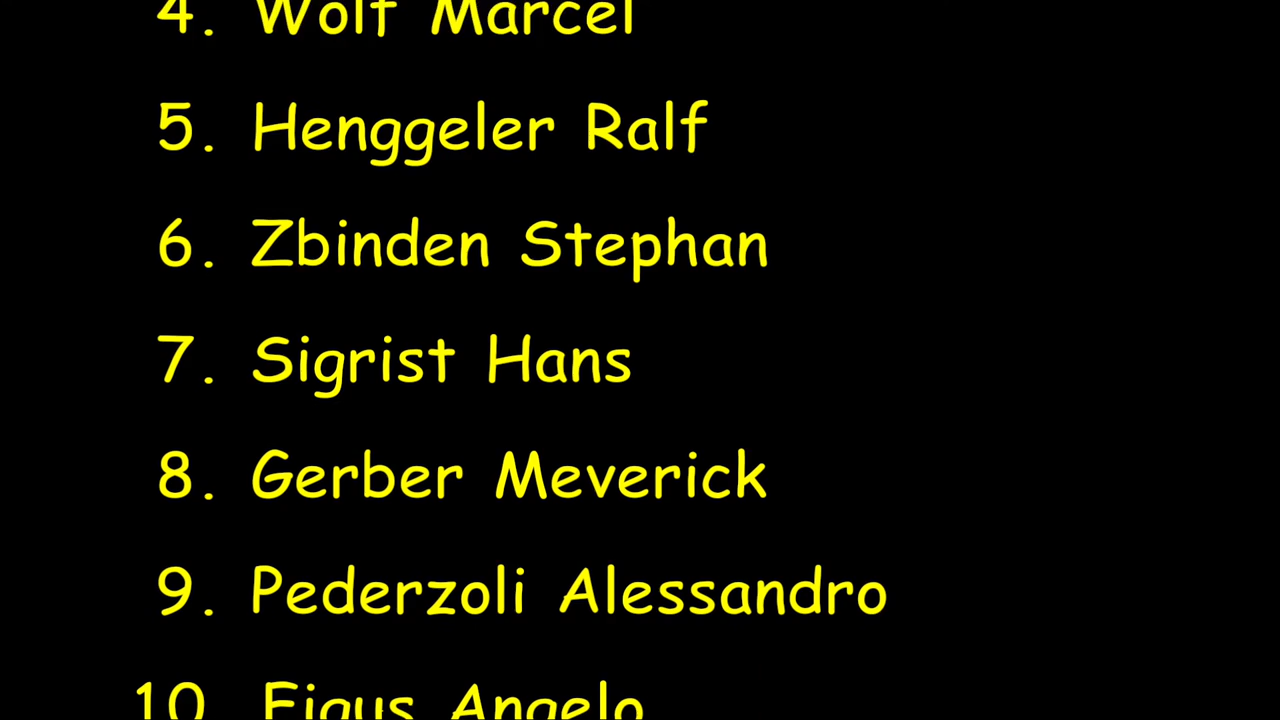 4. Wolf Marcel
5. Henggeler Ralf
6. Zbinden Stephan
7. Sigrist Hans
8. Gerber Meverick
9. Pederzoli Alessandro
10. Figus Angelo